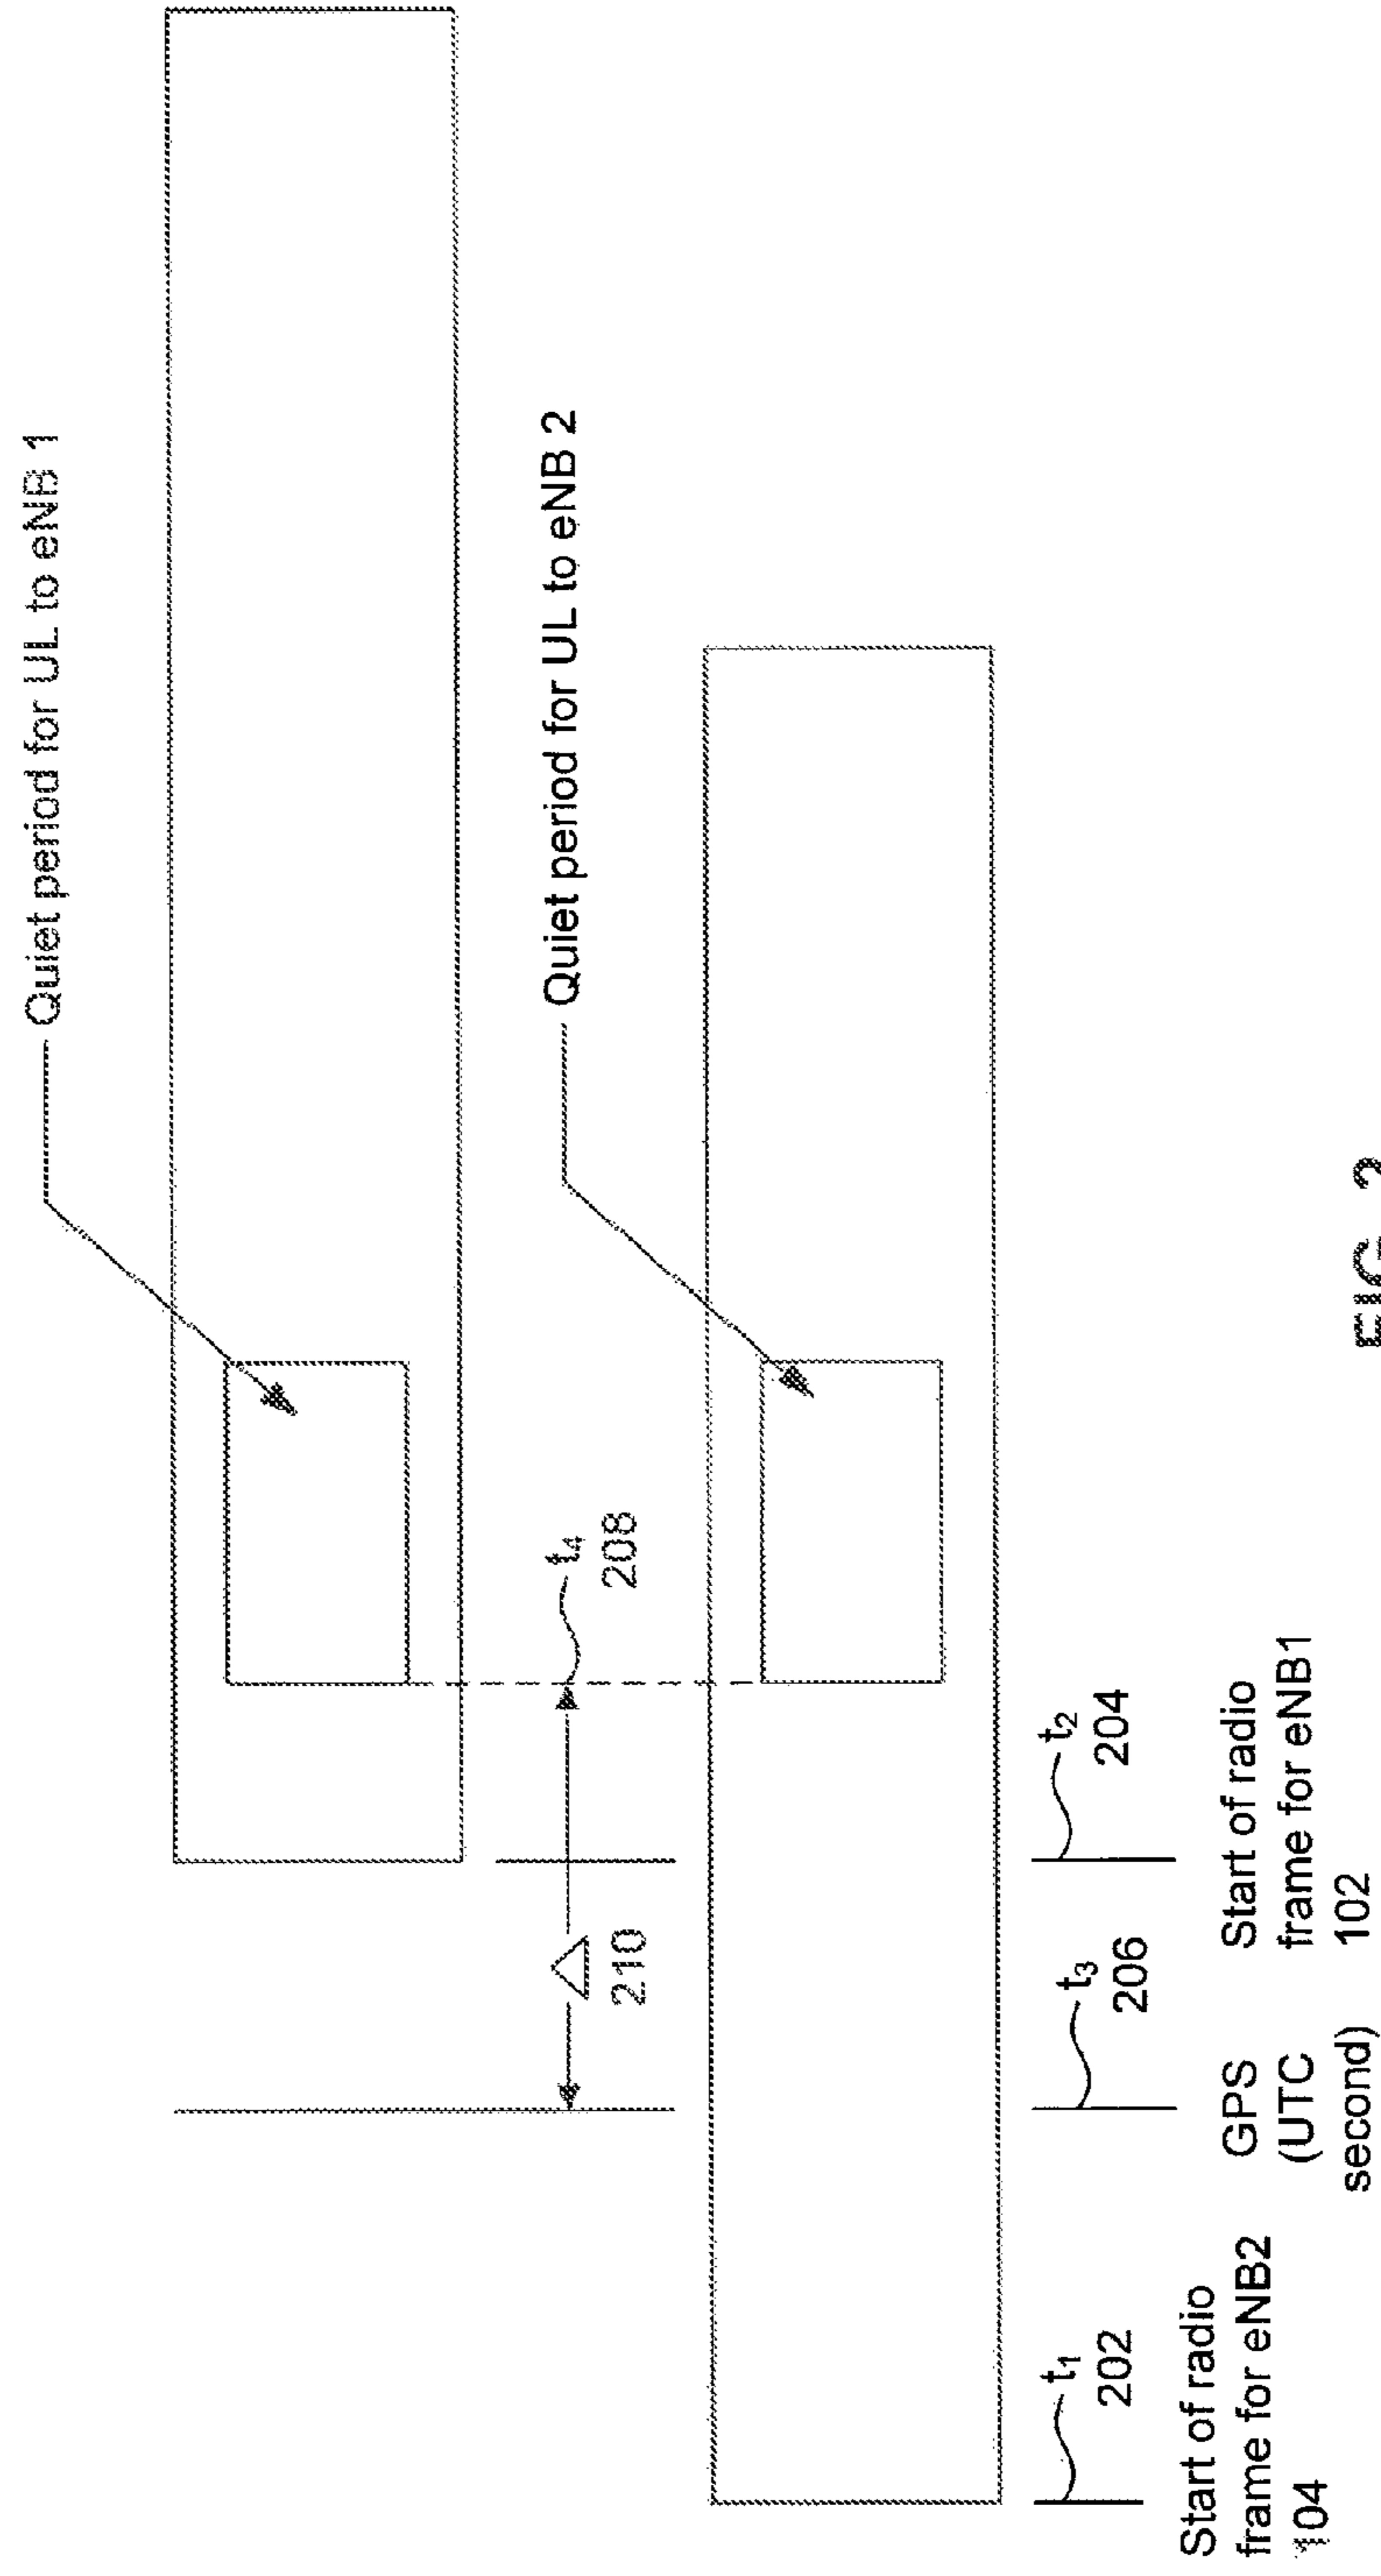 Quiet period for UL to eNB 1
Quiet period for UL to eNB 2
t4
208
210
t1
202
t3
206
t2
204
Start of radio
frame for eNB2
104
GPS
(UTC
second)
Start of radio
frame for eNB1
102
FIG. 2